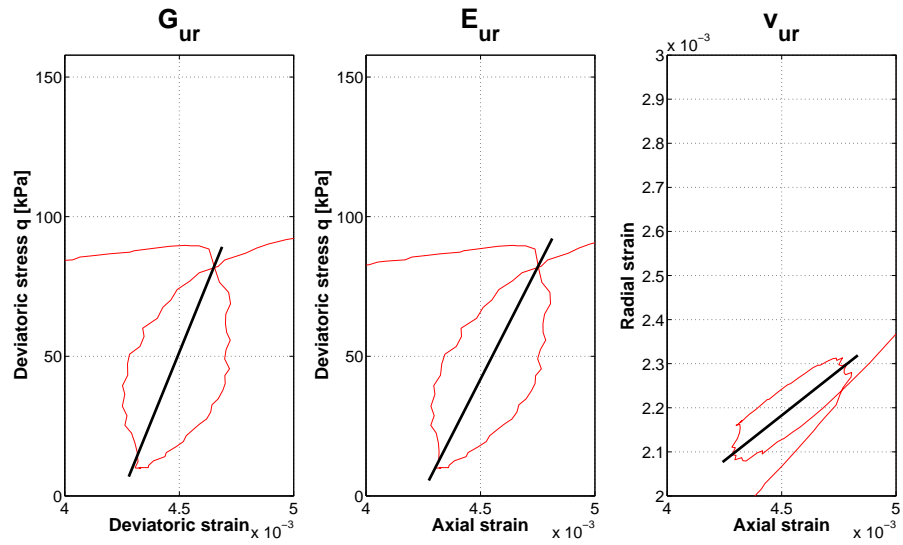 G_ur
E_ur
v_ur
Deviatoric stress q [kPa]
150
100
50
0
4
4.5
5
Deviatoric strain
x 10^-3
Deviatoric stress q [kPa]
150
100
50
0
4
4.5
5
Axial strain
x 10^-3
x 10^-3
Radial strain
3
2.9
2.8
2.7
2.6
2.5
2.4
2.3
2.2
2.1
2
4
4.5
5
Axial strain
x 10^-3